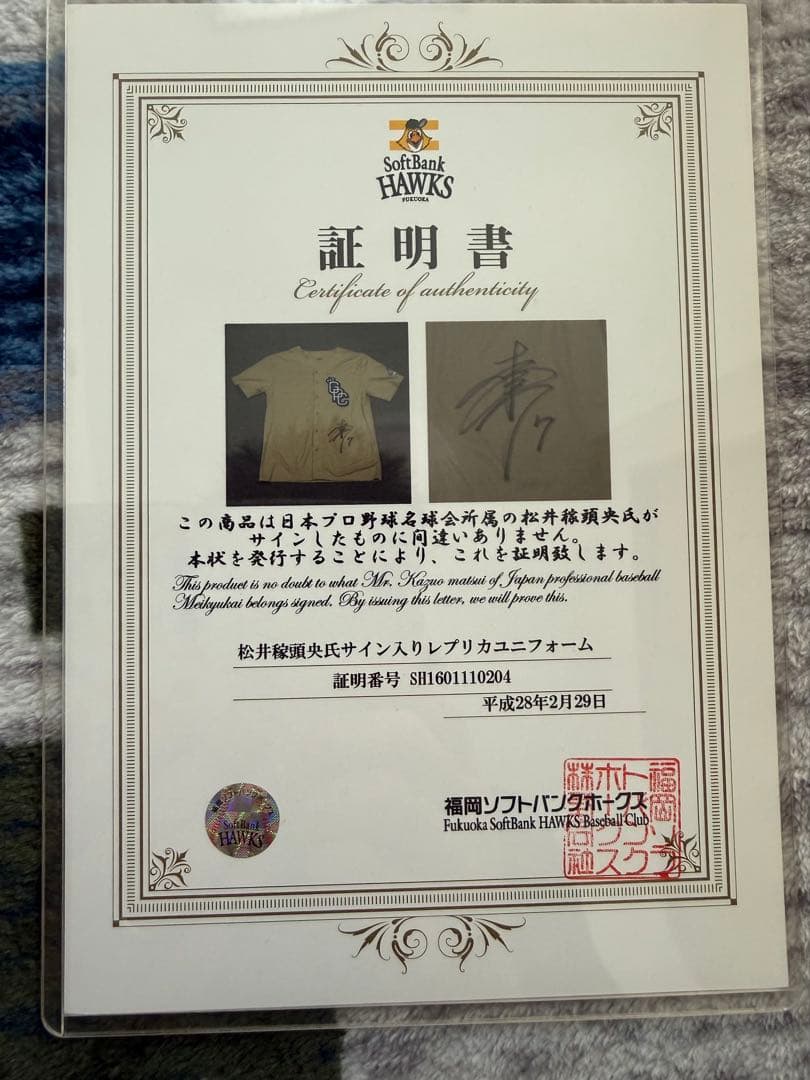 SoftBank
HAWKS
FUKUOKA
証明書
Certificate of authenticity
この商品は日本プロ野球名球会所属の松井稼頭央氏が
サインしたものに間違いありません。
本状を発行することにより、これを証明致します。
This product is no doubt to what Mr. Kazuo matsui of Japan professional baseball
Meikyukai belongs signed. By issuing this letter, we will prove this.
松井稼頭央氏サイン入りレプリカユニフォーム
証明番号 SH1601110204
平成28年2月29日
SoftBank
HAWKS
福岡ソフトバンクホークス
Fukuoka SoftBank HAWKS Baseball Club